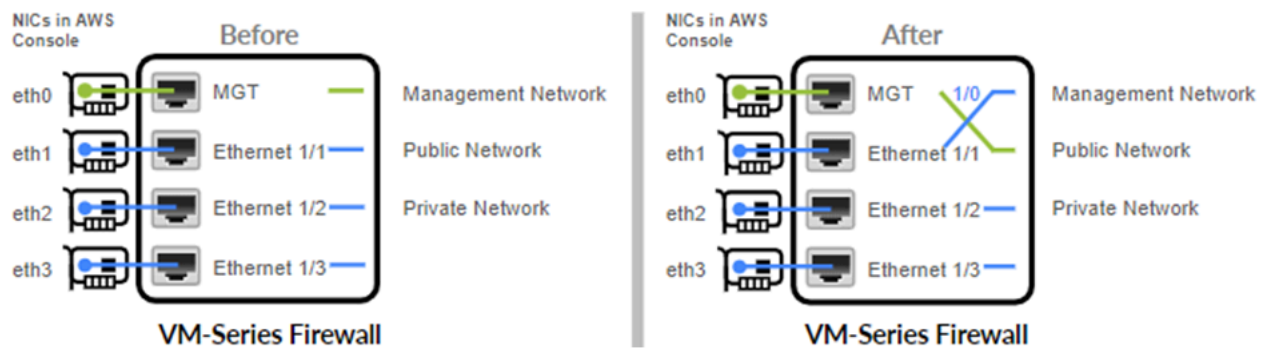 NICs in AWS
Console
Before
eth0
MGT
Management Network
eth1
Ethernet 1/1
Public Network
eth2
Ethernet 1/2
Private Network
eth3
Ethernet 1/3
VM-Series Firewall
NICs in AWS
Console
After
eth0
MGT
1/0
Management Network
eth1
Ethernet 1/1
Public Network
eth2
Ethernet 1/2
Private Network
eth3
Ethernet 1/3
VM-Series Firewall